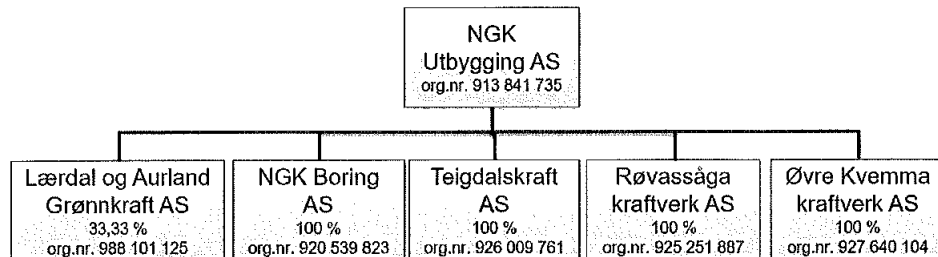 NGK
Utbygging AS
org.nr. 913 841 735
Lærdal og Aurland
Grønnkraft AS
33,33 %
org.nr. 988 101 125
NGK Boring
AS
100 %
org.nr. 920 539 823
Teigdalskraft
AS
100 %
org.nr. 926 009 761
Røvassåga
kraftverk AS
100 %
org.nr. 925 251 887
Øvre Kvemma
kraftverk AS
100 %
org.nr. 927 640 104